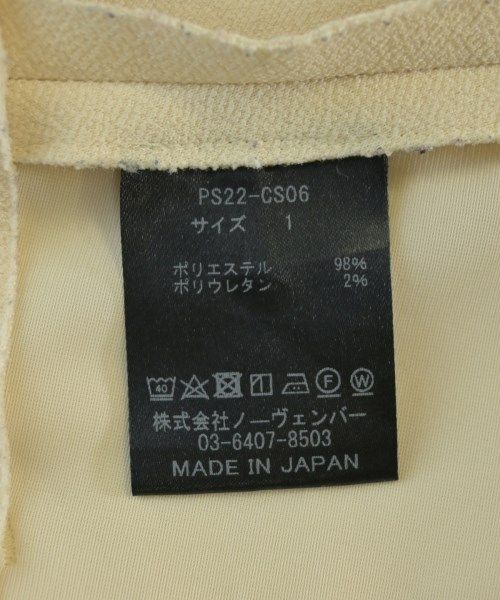 PS22-CS06
サイズ 1
ポリエステル 98%
ポリウレタン 2%
40 F W
株式会社ノーヴェンバー
03-6407-8503
MADE IN JAPAN